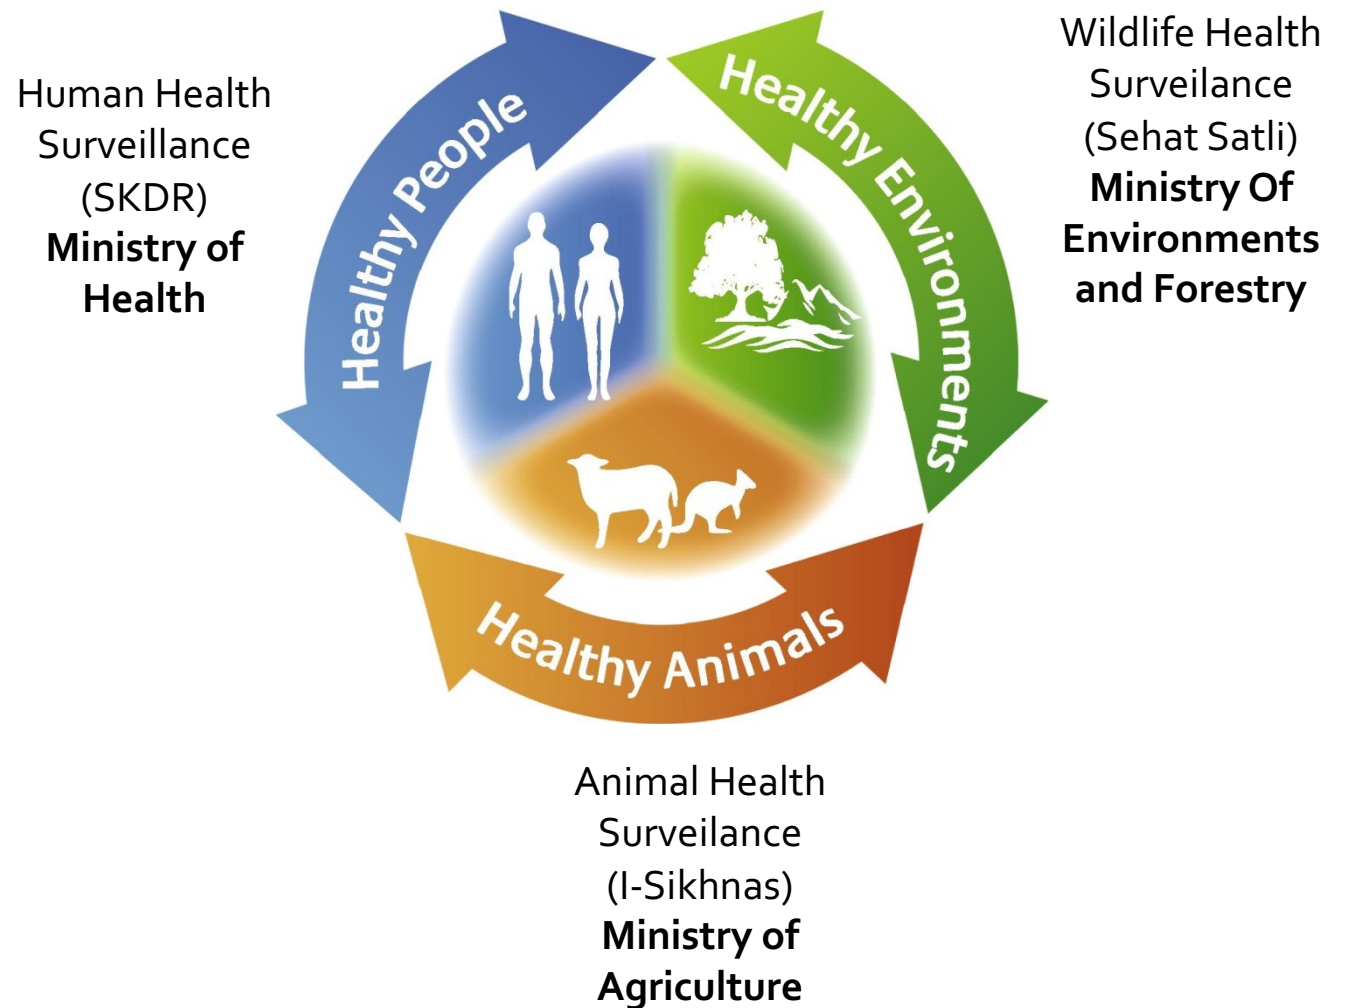 Human Health
Surveillance
(SKDR)
Ministry of
Health
Healthy People
Healthy Environments
Wildlife Health
Surveilance
(Sehat Satli)
Ministry Of
Environments
and Forestry
Healthy Animals
Animal Health
Surveilance
(I-Sikhnas)
Ministry of
Agriculture